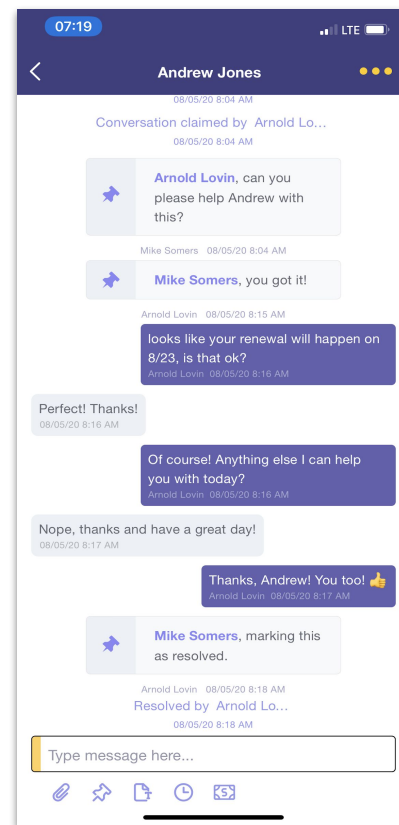 07:19
LTE
Andrew Jones
08/05/20 8:04 AM
Conversation claimed by Arnold Lo...
08/05/20 8:04 AM
Arnold Lovin, can you
please help Andrew with
this?
Mike Somers 08/05/20 8:04 AM
Mike Somers, you got it!
Arnold Lovin 08/05/20 8:15 AM
looks like your renewal will happen on
8/23, is that ok?
Arnold Lovin 08/05/20 8:16 AM
Perfect! Thanks!
08/05/20 8:16 AM
Of course! Anything else I can help
you with today?
Arnold Lovin 08/05/20 8:16 AM
Nope, thanks and have a great day!
08/05/20 8:17 AM
Thanks, Andrew! You too! 👍
Arnold Lovin 08/05/20 8:17 AM
Mike Somers, marking this
as resolved.
Arnold Lovin 08/05/20 8:18 AM
Resolved by Arnold Lo...
08/05/20 8:18 AM
Type message here...